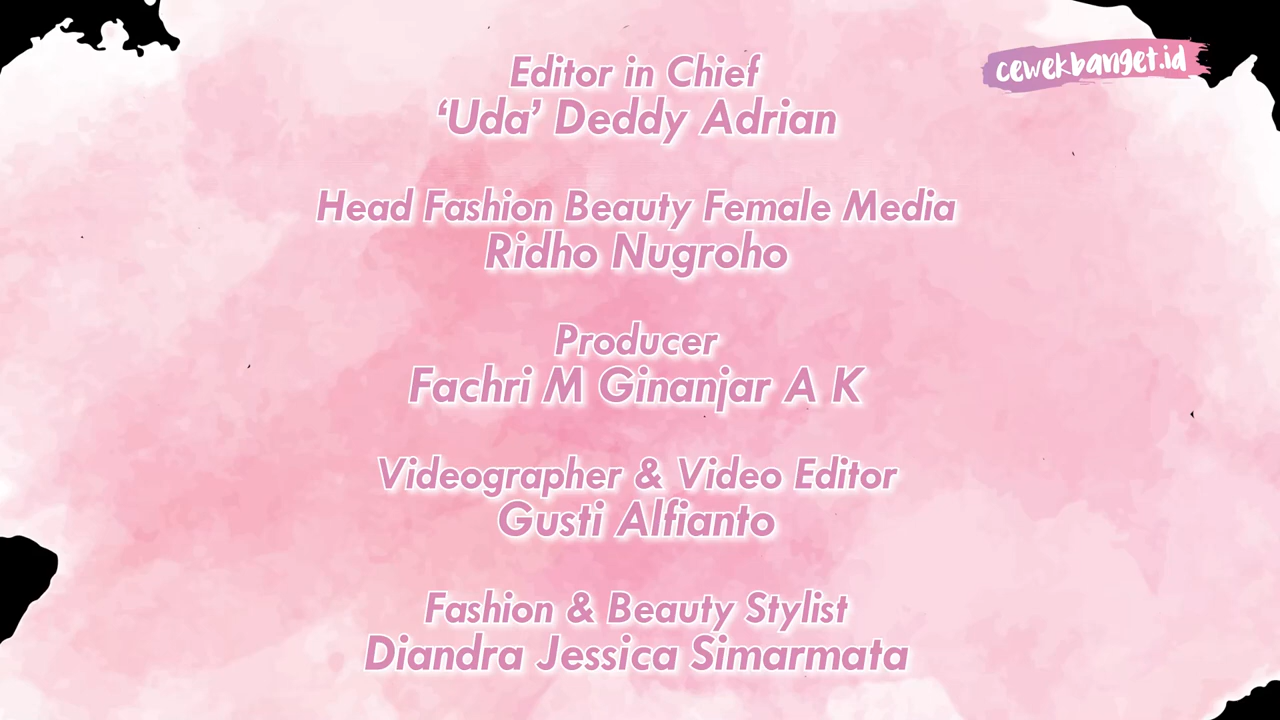 cewekbanget.id
Editor in Chief
‘Uda’ Deddy Adrian
Head Fashion Beauty Female Media
Ridho Nugroho
Producer
Fachri M Ginanjar A K
Videographer & Video Editor
Gusti Alfianto
Fashion & Beauty Stylist
Diandra Jessica Simarmata